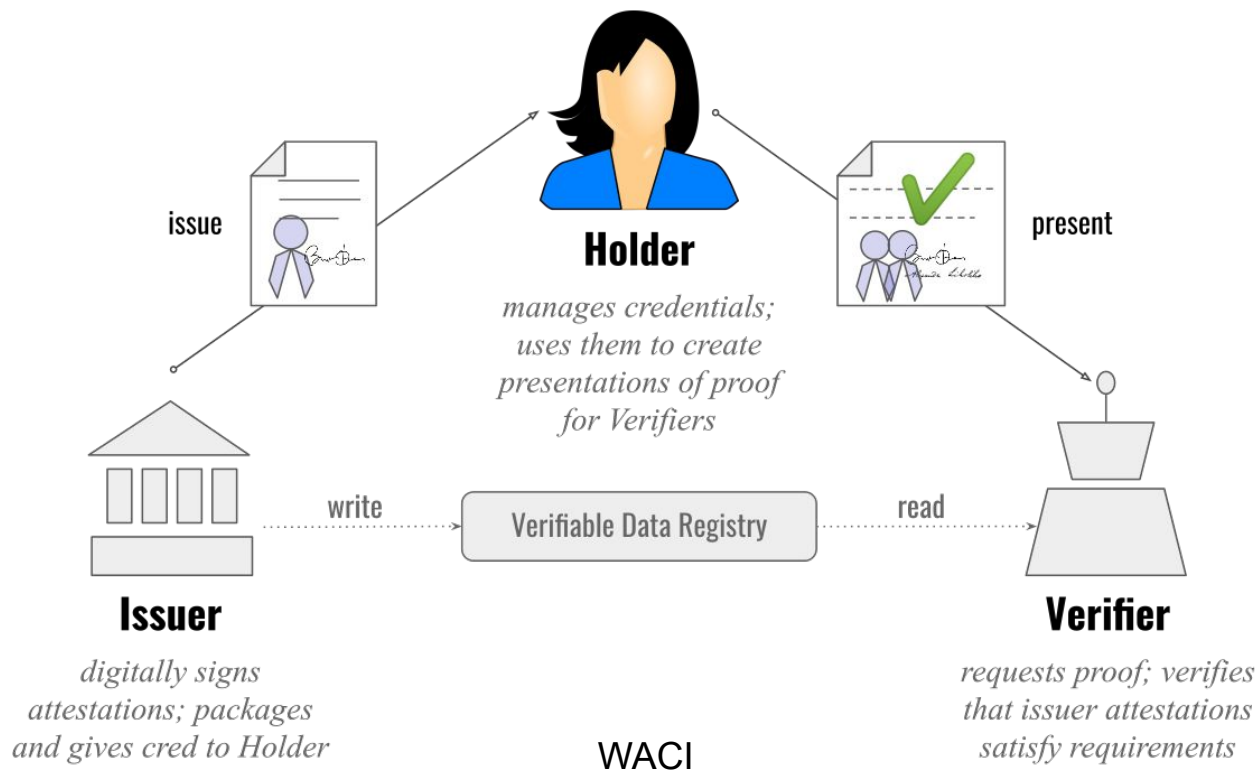 issue
present
Holder
manages credentials;
uses them to create
presentations of proof
for Verifiers
write
Verifiable Data Registry
read
Issuer
digitally signs
attestations; packages
and gives cred to Holder
Verifier
requests proof; verifies
that issuer attestations
satisfy requirements
WACI